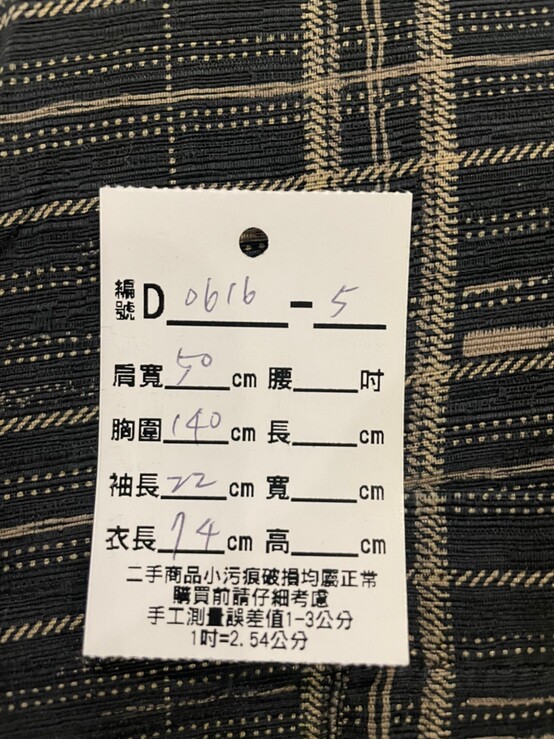 編號 D 0616 - 5
肩寬 50 cm 腰 吋
胸圍 140 cm 長 cm
袖長 22 cm 寬 cm
衣長 74 cm 高 cm
二手商品小污痕破損均屬正常
購買前請仔細考慮
手工測量誤差值1-3公分
1吋=2.54公分